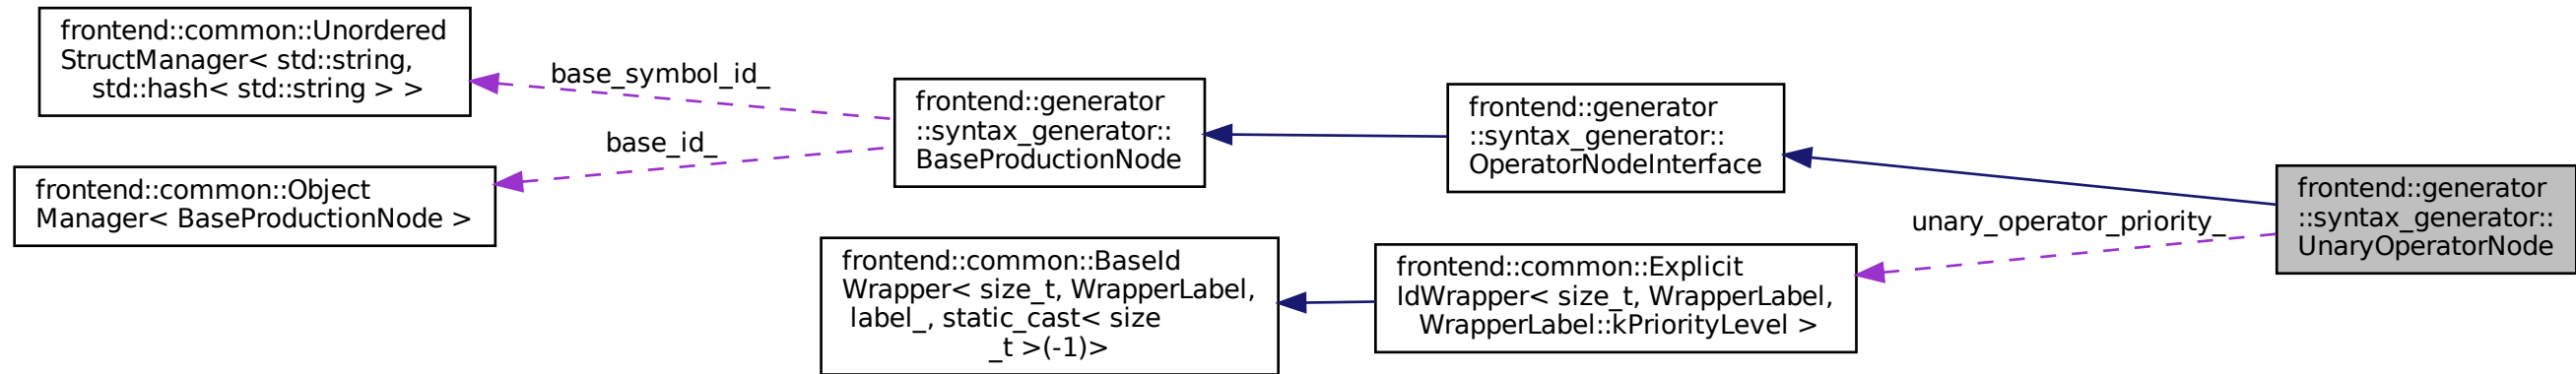 frontend::common::Unordered
StructManager< std::string,
std::hash< std::string > >
base_symbol_id_
base_id_
frontend::common::Object
Manager< BaseProductionNode >
frontend::generator
::syntax_generator::
BaseProductionNode
frontend::generator
::syntax_generator::
OperatorNodeInterface
frontend::common::BaseId
Wrapper< size_t, WrapperLabel,
label_, static_cast< size
_t >(-1)>
frontend::common::Explicit
IdWrapper< size_t, WrapperLabel,
WrapperLabel::kPriorityLevel >
unary_operator_priority_
frontend::generator
::syntax_generator::
UnaryOperatorNode